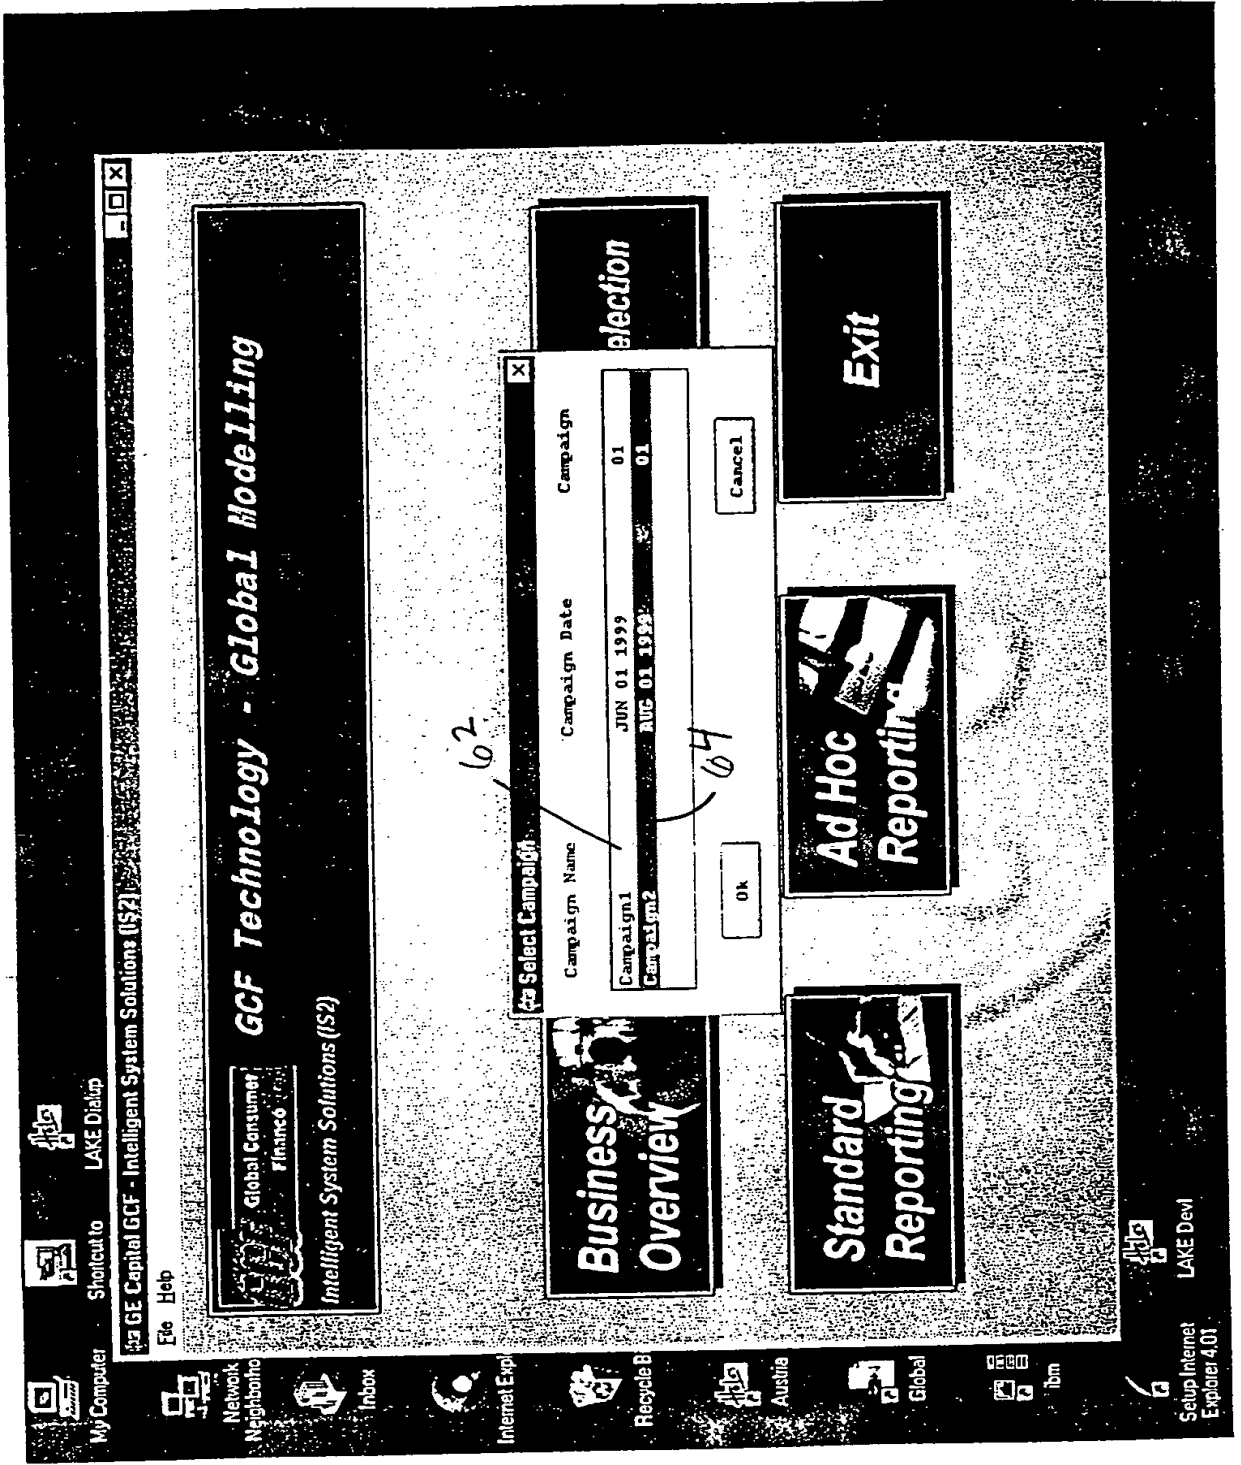 My Computer
Shortcut to
LAKE Dialup
GE Capital GCF - Intelligent System Solutions (IS2)
File Help
Network
Neighborho
Inbox
Internet Expl
Recycle B
Austria
Global
ibm
Setup Internet
Explorer 4.01
LAKE Devl
Global Consumer
Finance
GCF Technology - Global Modelling
Intelligent System Solutions (IS2)
62
Select Campaign
Campaign Name Campaign Date Campaign
Campaign1 JUN 01 1999 01
Campaign2 AUG 01 1999 01
64
Ok Cancel
Business
Overview
election
Standard
Reporting
Ad Hoc
Reporting
Exit